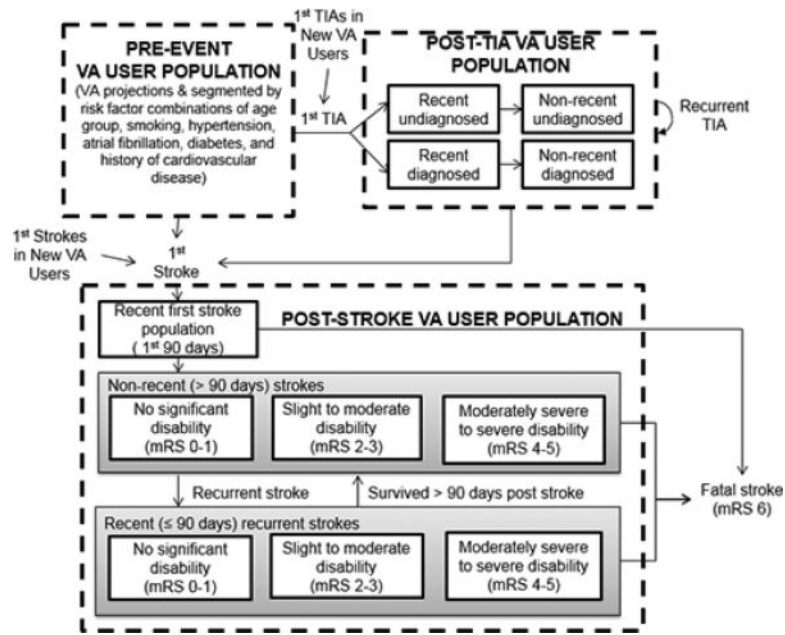 1st TIAs in
New VA
Users
PRE-EVENT
VA USER POPULATION
(VA projections & segmented by
risk factor combinations of age
group, smoking, hypertension,
atrial fibrillation, diabetes, and
history of cardiovascular
disease)
1st TIA
POST-TIA VA USER
POPULATION
Recent
undiagnosed
Non-recent
undiagnosed
Recent
diagnosed
Non-recent
diagnosed
Recurrent
TIA
1st Strokes
in New VA
Users
1st
Stroke
Recent first stroke
population
( 1st 90 days)
POST-STROKE VA USER POPULATION
Non-recent (> 90 days) strokes
No significant
disability
(mRS 0-1)
Slight to moderate
disability
(mRS 2-3)
Moderately severe
to severe disability
(mRS 4-5)
Recurrent stroke
Survived > 90 days post stroke
Fatal stroke
(mRS 6)
Recent (≤ 90 days) recurrent strokes
No significant
disability
(mRS 0-1)
Slight to moderate
disability
(mRS 2-3)
Moderately severe
to severe disability
(mRS 4-5)